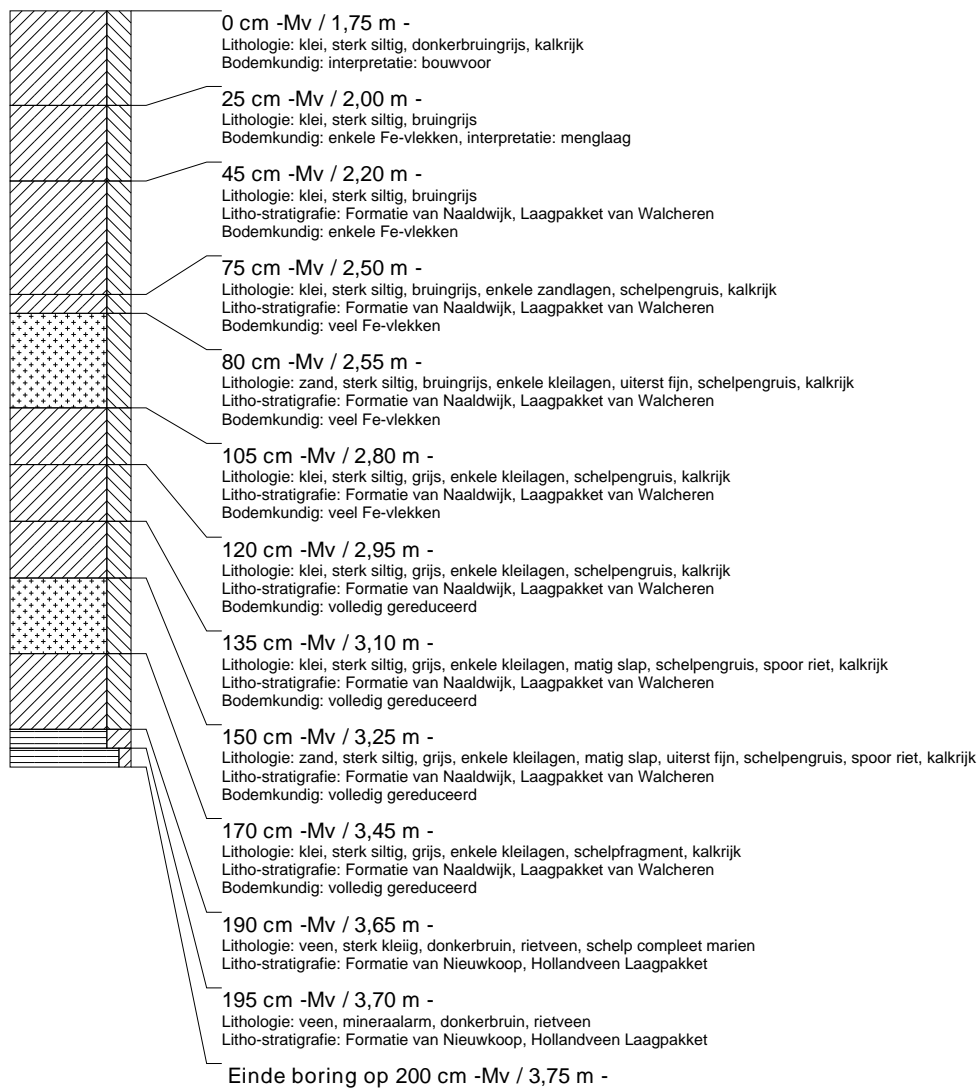 0 cm -Mv / 1,75 m -
Lithologie: klei, sterk siltig, donkerbruingrijs, kalkrijk
Bodemkundig: interpretatie: bouwvoor
25 cm -Mv / 2,00 m -
Lithologie: klei, sterk siltig, bruingrijs
Bodemkundig: enkele Fe-vlekken, interpretatie: menglaag
45 cm -Mv / 2,20 m -
Lithologie: klei, sterk siltig, bruingrijs
Litho-stratigrafie: Formatie van Naaldwijk, Laagpakket van Walcheren
Bodemkundig: enkele Fe-vlekken
75 cm -Mv / 2,50 m -
Lithologie: klei, sterk siltig, bruingrijs, enkele zandlagen, schelpengruis, kalkrijk
Litho-stratigrafie: Formatie van Naaldwijk, Laagpakket van Walcheren
Bodemkundig: veel Fe-vlekken
80 cm -Mv / 2,55 m -
Lithologie: zand, sterk siltig, bruingrijs, enkele kleilagen, uiterst fijn, schelpengruis, kalkrijk
Litho-stratigrafie: Formatie van Naaldwijk, Laagpakket van Walcheren
Bodemkundig: veel Fe-vlekken
105 cm -Mv / 2,80 m -
Lithologie: klei, sterk siltig, grijs, enkele kleilagen, schelpengruis, kalkrijk
Litho-stratigrafie: Formatie van Naaldwijk, Laagpakket van Walcheren
Bodemkundig: veel Fe-vlekken
120 cm -Mv / 2,95 m -
Lithologie: klei, sterk siltig, grijs, enkele kleilagen, schelpengruis, kalkrijk
Litho-stratigrafie: Formatie van Naaldwijk, Laagpakket van Walcheren
Bodemkundig: volledig gereduceerd
135 cm -Mv / 3,10 m -
Lithologie: klei, sterk siltig, grijs, enkele kleilagen, matig slap, schelpengruis, spoor riet, kalkrijk
Litho-stratigrafie: Formatie van Naaldwijk, Laagpakket van Walcheren
Bodemkundig: volledig gereduceerd
150 cm -Mv / 3,25 m -
Lithologie: zand, sterk siltig, grijs, enkele kleilagen, matig slap, uiterst fijn, schelpengruis, spoor riet, kalkrijk
Litho-stratigrafie: Formatie van Naaldwijk, Laagpakket van Walcheren
Bodemkundig: volledig gereduceerd
170 cm -Mv / 3,45 m -
Lithologie: klei, sterk siltig, grijs, enkele kleilagen, schelpfragment, kalkrijk
Litho-stratigrafie: Formatie van Naaldwijk, Laagpakket van Walcheren
Bodemkundig: volledig gereduceerd
190 cm -Mv / 3,65 m -
Lithologie: veen, sterk kleiig, donkerbruin, rietveen, schelp compleet marien
Litho-stratigrafie: Formatie van Nieuwkoop, Hollandveen Laagpakket
195 cm -Mv / 3,70 m -
Lithologie: veen, mineraalarm, donkerbruin, rietveen
Litho-stratigrafie: Formatie van Nieuwkoop, Hollandveen Laagpakket
Einde boring op 200 cm -Mv / 3,75 m -